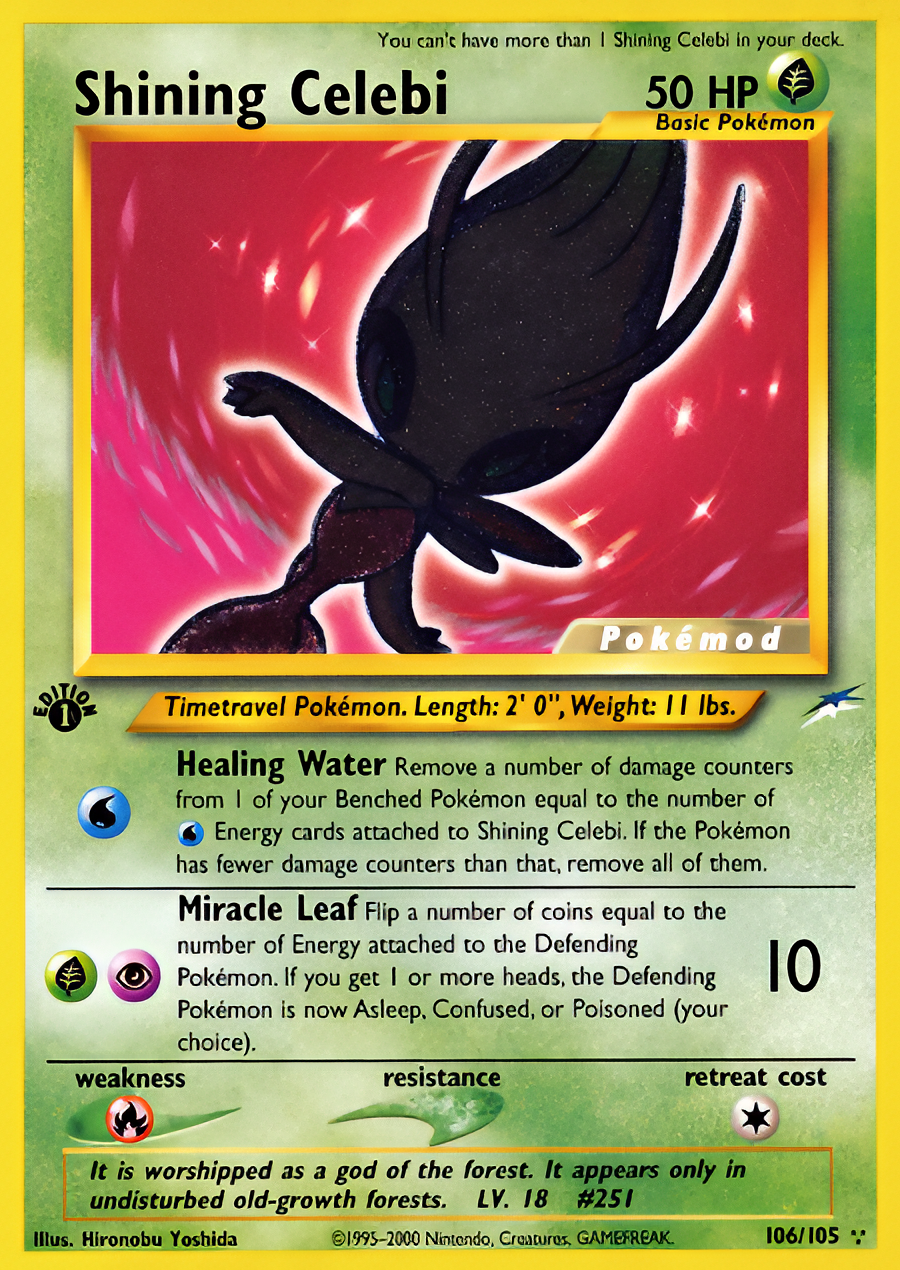 You can't have more than 1 Shining Celebi in your deck.
Shining Celebi
50 HP
Basic Pokémon
Pokémod
EDITION
1
Timetravel Pokémon. Length: 2' 0", Weight: 11 lbs.
Healing Water Remove a number of damage counters
from 1 of your Benched Pokémon equal to the number of
Energy cards attached to Shining Celebi. If the Pokémon
has fewer damage counters than that, remove all of them.
Miracle Leaf Flip a number of coins equal to the
number of Energy attached to the Defending
Pokémon. If you get 1 or more heads, the Defending
Pokémon is now Asleep, Confused, or Poisoned (your
choice).
10
weakness
resistance
retreat cost
It is worshipped as a god of the forest. It appears only in
undisturbed old-growth forests. LV. 18 #251
Illus. Hironobu Yoshida
©1995-2000 Nintendo, Creatures, GAMEFREAK.
106/105